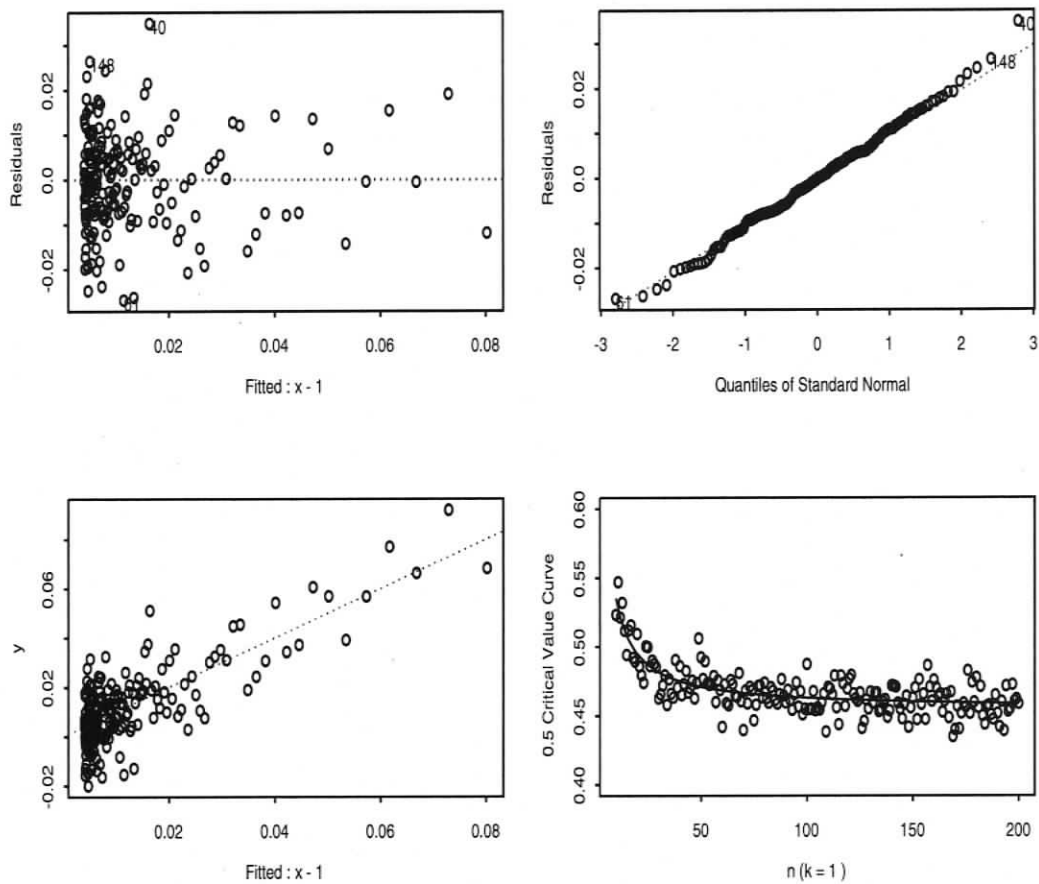 40
148
51
0.02
0.0
-0.02
Residuals
0.02 0.04 0.06 0.08
Fitted : x - 1
40
148
51
0.02
0.0
-0.02
Residuals
-3 -2 -1 0 1 2 3
Quantiles of Standard Normal
0.06
0.02
-0.02
y
0.02 0.04 0.06 0.08
Fitted : x - 1
0.60
0.55
0.50
0.45
0.40
0.5 Critical Value Curve
50 100 150 200
n (k = 1 )